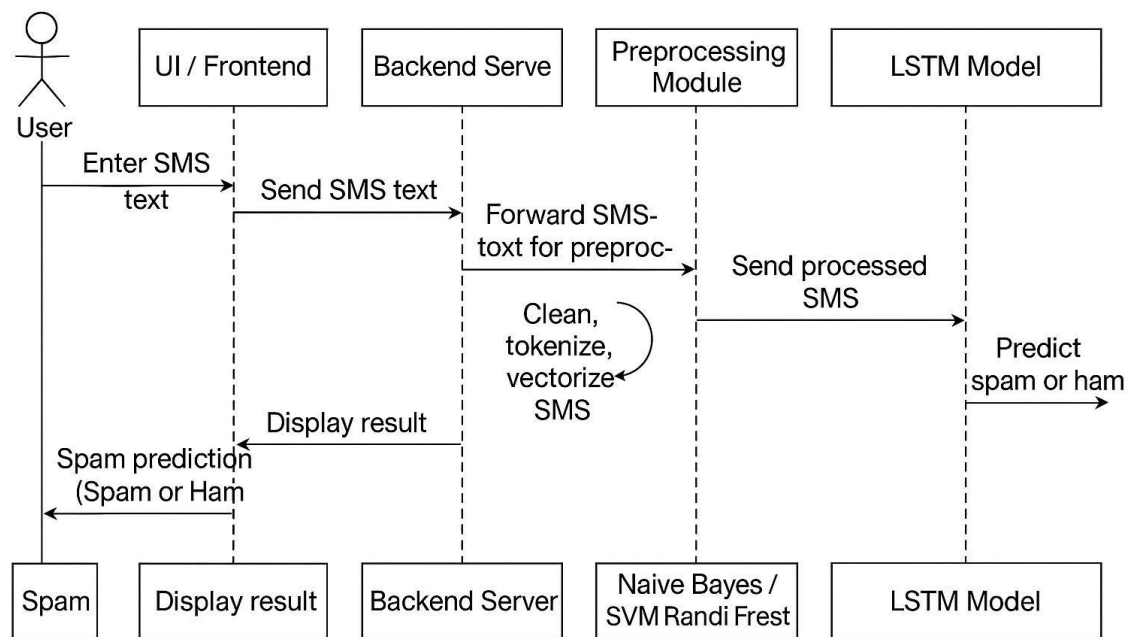 UI / Frontend
Backend Serve
Preprocessing
Module
LSTM Model
User
Enter SMS
text
Send SMS text
Forward SMS-
toxt for preproc-
Send processed
SMS
Clean,
tokenize,
vectorize
SMS
Predict
spam or ham
Display result
Spam prediction
(Spam or Ham
Spam
Display result
Backend Server
Naive Bayes /
SVM Randi Frest
LSTM Model